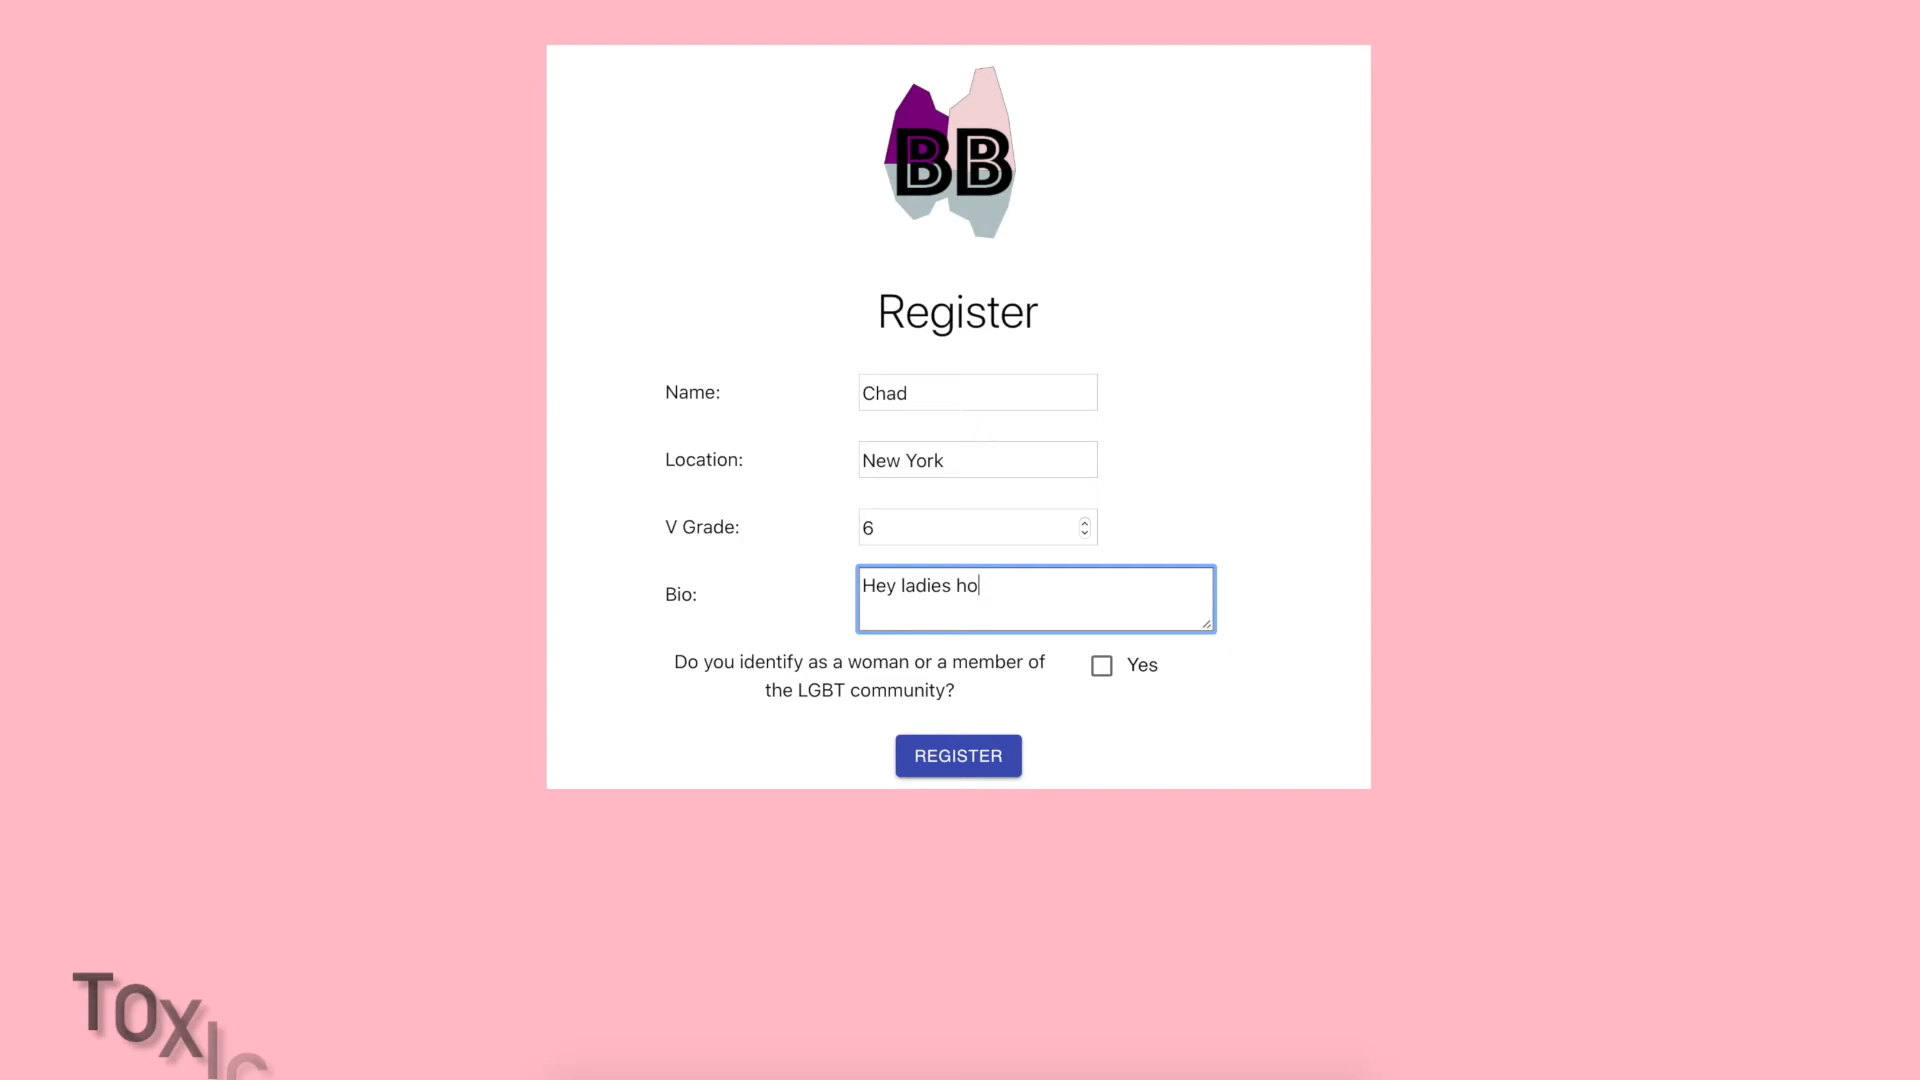 BB
Register
Name: Chad
Location: New York
V Grade: 6
Bio: Hey ladies ho
Do you identify as a woman or a member of
the LGBT community?
Yes
REGISTER
TOXIC